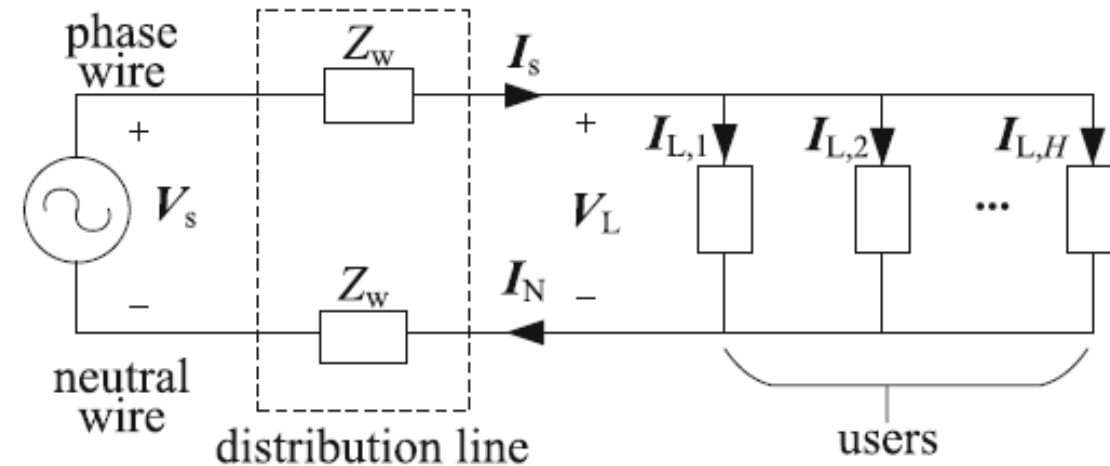 phase
wire
Z_w
I_s
+
+
I_L,1
I_L,2
I_L,H
V_s
V_L
...
−
Z_w
I_N
−
neutral
wire
distribution line
users